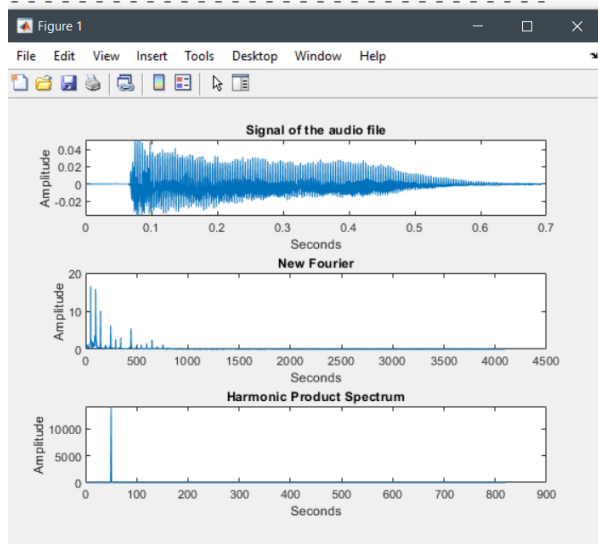 Figure 1
File Edit View Insert Tools Desktop Window Help
Signal of the audio file
Amplitude
0.04
0.02
0
-0.02
0 0.1 0.2 0.3 0.4 0.5 0.6 0.7
Seconds
New Fourier
Amplitude
20
10
0
0 500 1000 1500 2000 2500 3000 3500 4000 4500
Seconds
Harmonic Product Spectrum
Amplitude
10000
5000
0
0 100 200 300 400 500 600 700 800 900
Seconds